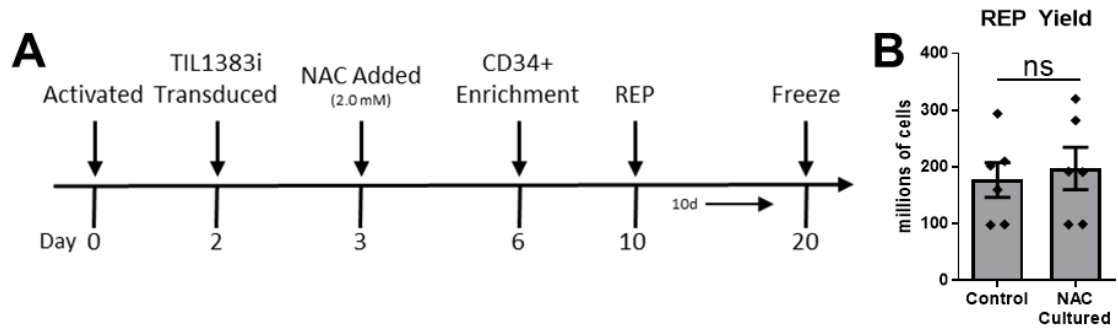 A
Activated
TIL1383i
Transduced
NAC Added
(2.0 mM)
CD34+
Enrichment
REP
Freeze
10d
Day 0 2 3 6 10 20
B
REP Yield
ns
millions of cells
400
300
200
100
0
Control
NAC
Cultured